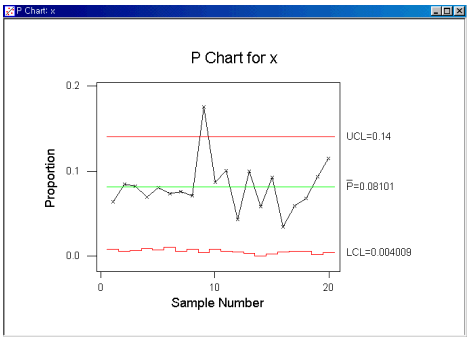 P Chart: x
P Chart for x
0.2
0.1
0.0
Proportion
UCL=0.14
P=0.08101
LCL=0.004009
0 10 20
Sample Number